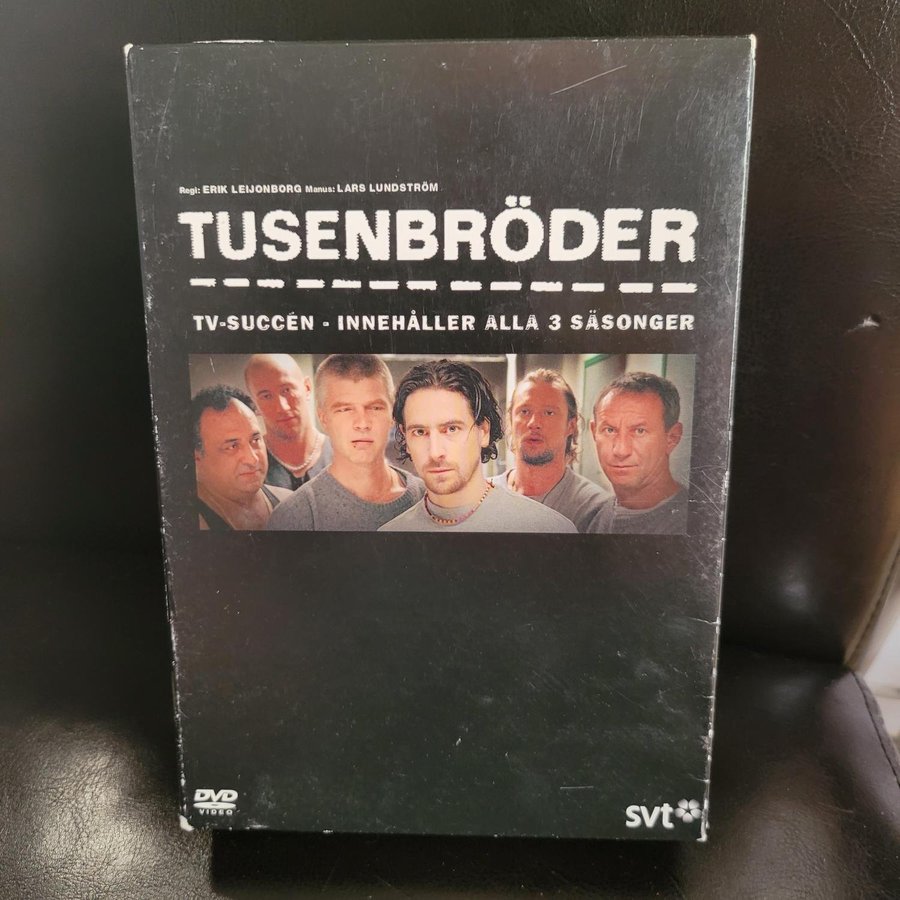 Regi: ERIK LEIJONBORG Manus: LARS LUNDSTRÖM
TUSENBRÖDER
TV-SUCCÉN - INNEHÅLLER ALLA 3 SÄSONGER
DVD
VIDEO
svt